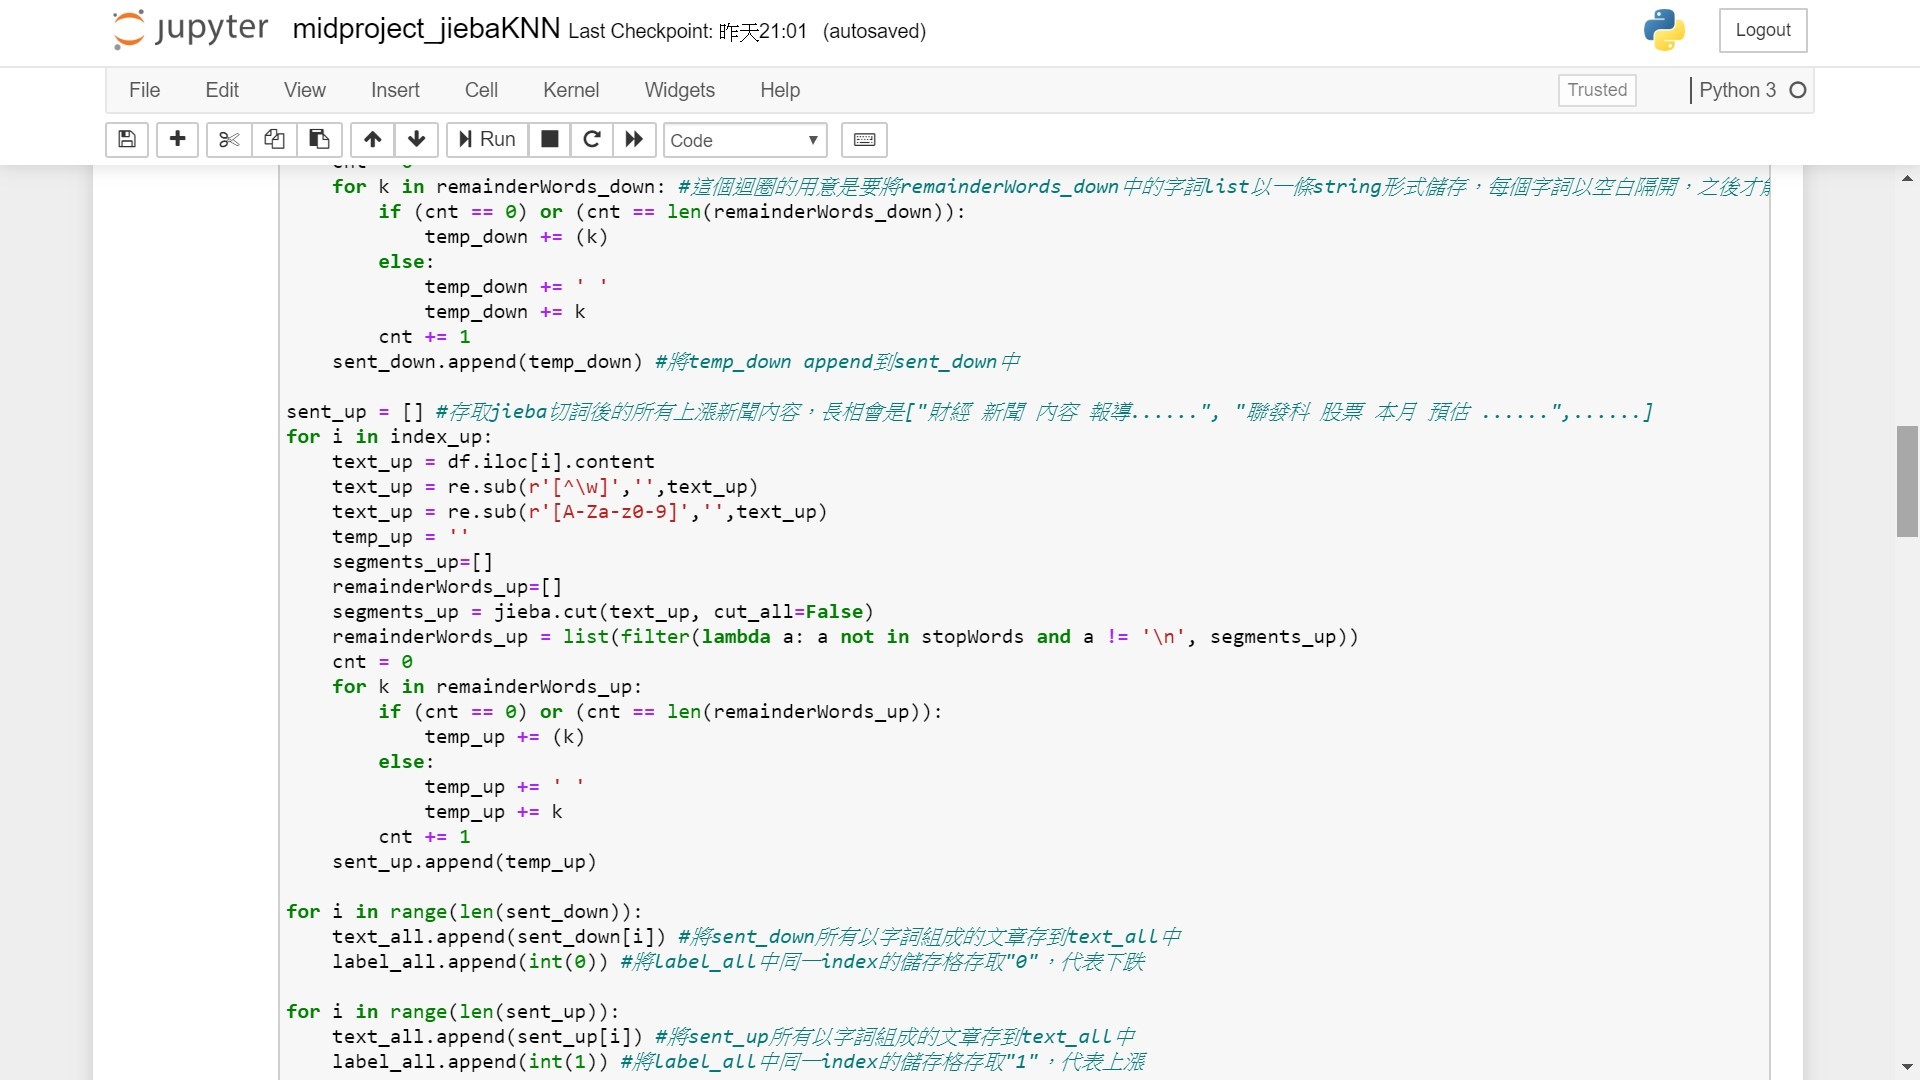 jupyter midproject_jiebaKNN Last Checkpoint: 昨天21:01 (autosaved) Logout
File Edit View Insert Cell Kernel Widgets Help Trusted Python 3
Run Code
    for k in remainderWords_down: #這個迴圈的用意是要將remainderWords_down中的字詞list以一條string形式儲存，每個字詞以空白隔開，之後才
        if (cnt == 0) or (cnt == len(remainderWords_down)):
            temp_down += (k)
        else:
            temp_down += ' '
            temp_down += k
        cnt += 1
    sent_down.append(temp_down) #將temp_down append到sent_down中
sent_up = [] #存取jieba切詞後的所有上漲新聞內容，長相會是["財經 新聞 內容 報導......", "聯發科 股票 本月 預估 ......",......]
for i in index_up:
    text_up = df.iloc[i].content
    text_up = re.sub(r'[^\w]','',text_up)
    text_up = re.sub(r'[A-Za-z0-9]','',text_up)
    temp_up = ''
    segments_up=[]
    remainderWords_up=[]
    segments_up = jieba.cut(text_up, cut_all=False)
    remainderWords_up = list(filter(lambda a: a not in stopWords and a != '\n', segments_up))
    cnt = 0
    for k in remainderWords_up:
        if (cnt == 0) or (cnt == len(remainderWords_up)):
            temp_up += (k)
        else:
            temp_up += ' '
            temp_up += k
        cnt += 1
    sent_up.append(temp_up)
for i in range(len(sent_down)):
    text_all.append(sent_down[i]) #將sent_down所有以字詞組成的文章存到text_all中
    label_all.append(int(0)) #將label_all中同一index的儲存格存取"0"，代表下跌
for i in range(len(sent_up)):
    text_all.append(sent_up[i]) #將sent_up所有以字詞組成的文章存到text_all中
    label_all.append(int(1)) #將label_all中同一index的儲存格存取"1"，代表上漲